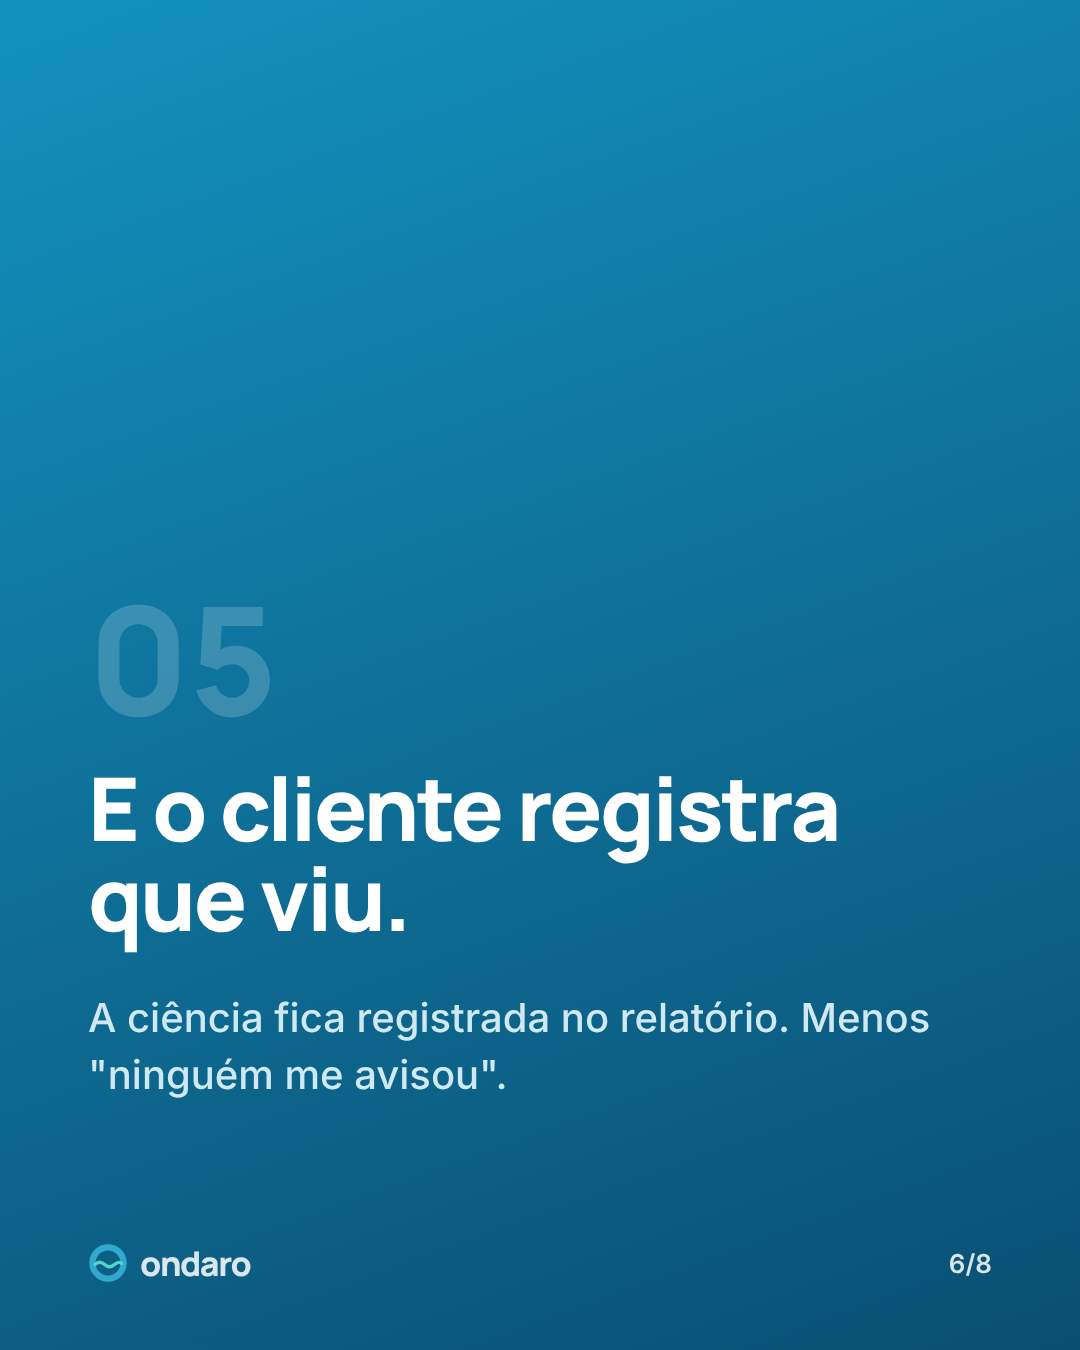 05
E o cliente registra
que viu.
A ciência fica registrada no relatório. Menos
"ninguém me avisou".
ondaro
6/8